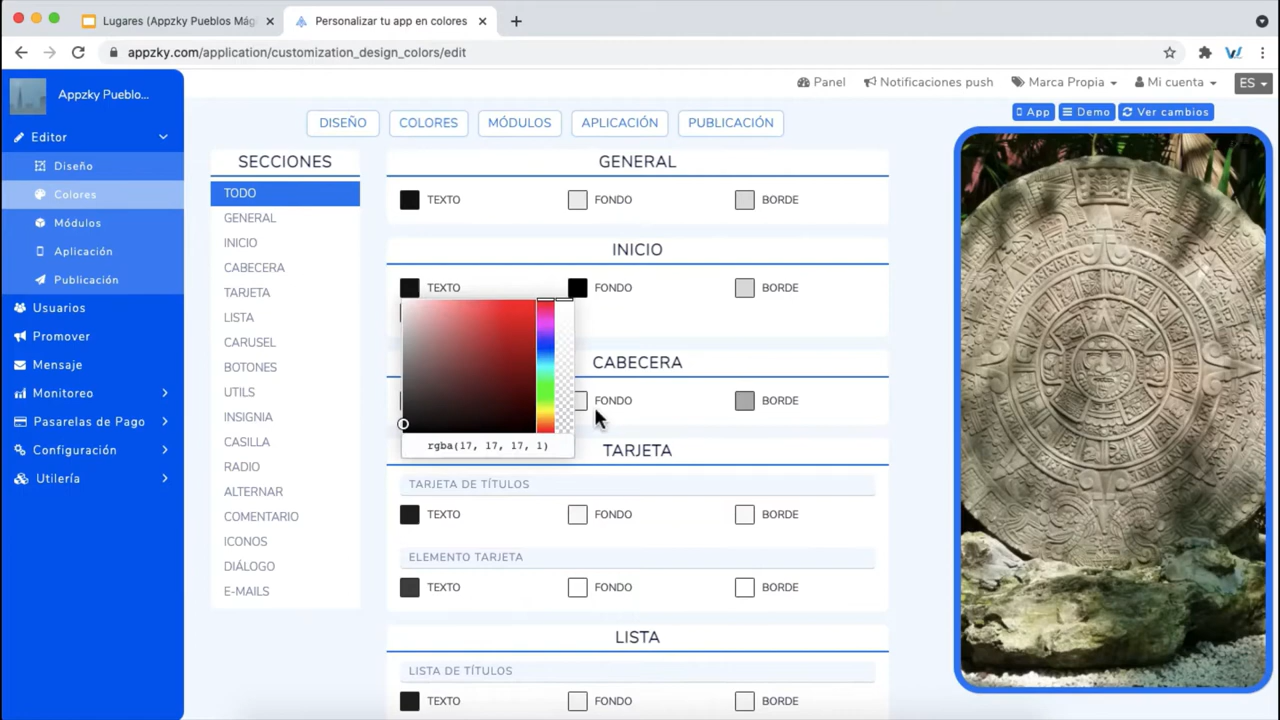 Lugares (Appzky Pueblos Mág
Personalizar tu app en colores
appzky.com/application/customization_design_colors/edit
Appzky Pueblo...
Panel
Notificaciones push
Marca Propia
Mi cuenta
ES
Editor
Diseño
Colores
Módulos
Aplicación
Publicación
Usuarios
Promover
Mensaje
Monitoreo
Pasarelas de Pago
Configuración
Utilería
DISEÑO
COLORES
MÓDULOS
APLICACIÓN
PUBLICACIÓN
App
Demo
Ver cambios
SECCIONES
TODO
GENERAL
INICIO
CABECERA
TARJETA
LISTA
CARUSEL
BOTONES
UTILS
INSIGNIA
CASILLA
RADIO
ALTERNAR
COMENTARIO
ICONOS
DIÁLOGO
E-MAILS
GENERAL
TEXTO
FONDO
BORDE
INICIO
TEXTO
FONDO
BORDE
rgba(17, 17, 17, 1)
CABECERA
FONDO
BORDE
TARJETA
TARJETA DE TÍTULOS
TEXTO
FONDO
BORDE
ELEMENTO TARJETA
TEXTO
FONDO
BORDE
LISTA
LISTA DE TÍTULOS
TEXTO
FONDO
BORDE